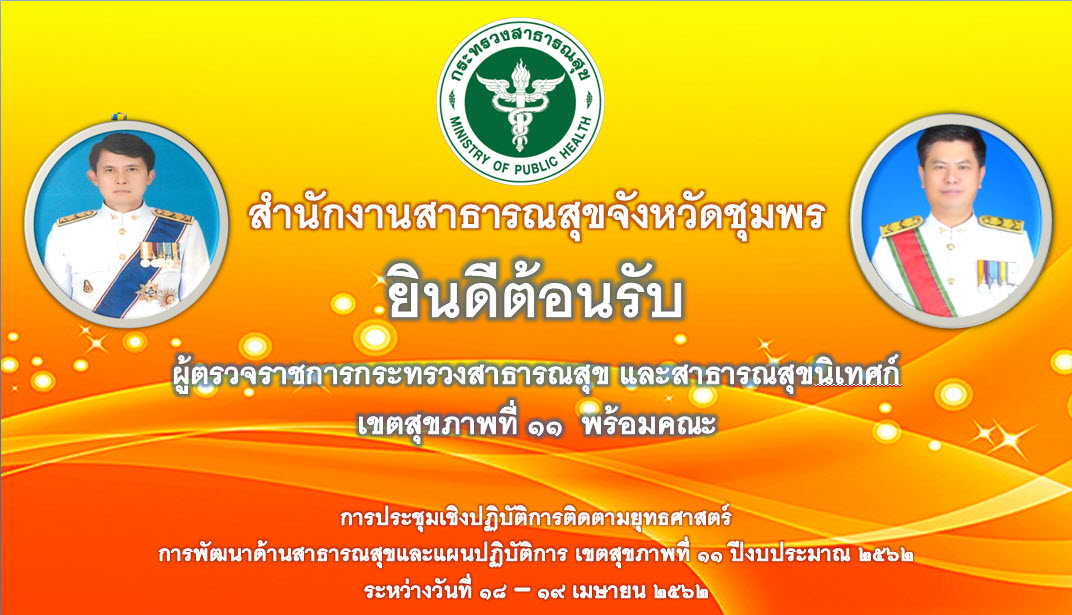 กระทรวงสาธารณสุข
MINISTRY OF PUBLIC HEALTH
สำนักงานสาธารณสุขจังหวัดชุมพร
ยินดีต้อนรับ
ผู้ตรวจราชการกระทรวงสาธารณสุข และสาธารณสุขนิเทศก์
เขตสุขภาพที่ ๑๑ พร้อมคณะ
การประชุมเชิงปฏิบัติการติดตามยุทธศาสตร์
การพัฒนาด้านสาธารณสุขและแผนปฏิบัติการ เขตสุขภาพที่ ๑๑ ปีงบประมาณ ๒๕๖๒
ระหว่างวันที่ ๑๘ – ๑๙ เมษายน ๒๕๖๒